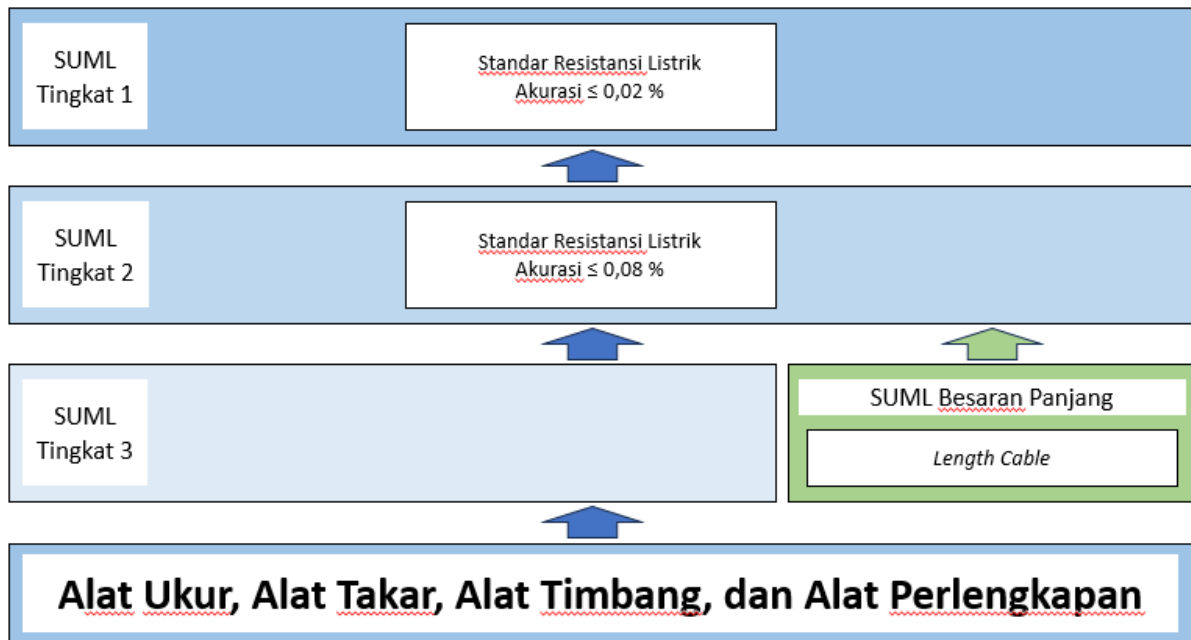 SUML
Tingkat 1
Standar Resistansi Listrik
Akurasi ≤ 0,02 %
SUML
Tingkat 2
Standar Resistansi Listrik
Akurasi ≤ 0,08 %
SUML
Tingkat 3
SUML Besaran Panjang
Length Cable
Alat Ukur, Alat Takar, Alat Timbang, dan Alat Perlengkapan